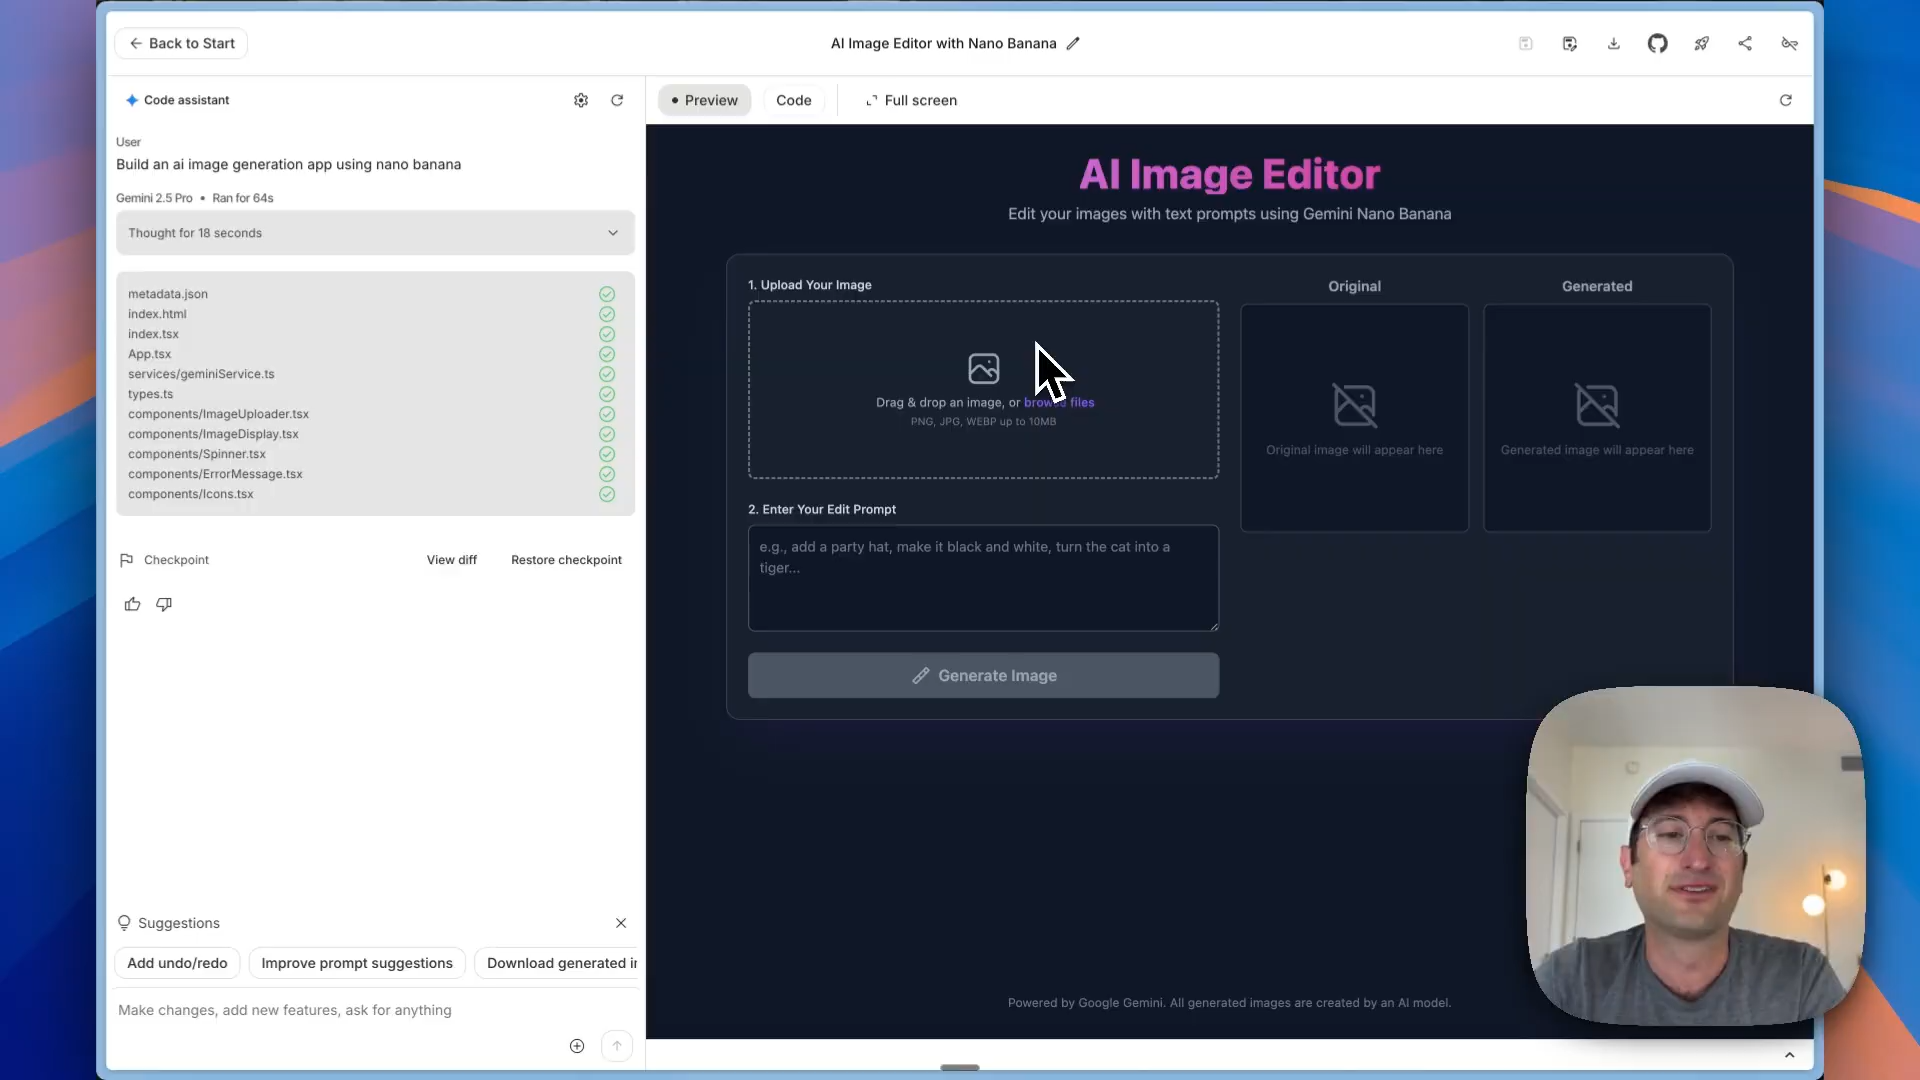 Back to Start
AI Image Editor with Nano Banana
Code assistant
User
Build an ai image generation app using nano banana
Gemini 2.5 Pro • Ran for 64s
Thought for 18 seconds
metadata.json
index.html
index.tsx
App.tsx
services/geminiService.ts
types.ts
components/ImageUploader.tsx
components/ImageDisplay.tsx
components/Spinner.tsx
components/ErrorMessage.tsx
components/Icons.tsx
Checkpoint
View diff
Restore checkpoint
Suggestions
Add undo/redo
Improve prompt suggestions
Download generated
Make changes, add new features, ask for anything
Preview
Code
Full screen
AI Image Editor
Edit your images with text prompts using Gemini Nano Banana
1. Upload Your Image
Drag & drop an image, or browse files
PNG, JPG, WEBP up to 10MB
2. Enter Your Edit Prompt
e.g., add a party hat, make it black and white, turn the cat into a
tiger...
Generate Image
Original
Original image will appear here
Generated
Generated image will appear here
Powered by Google Gemini. All generated images are created by an AI model.